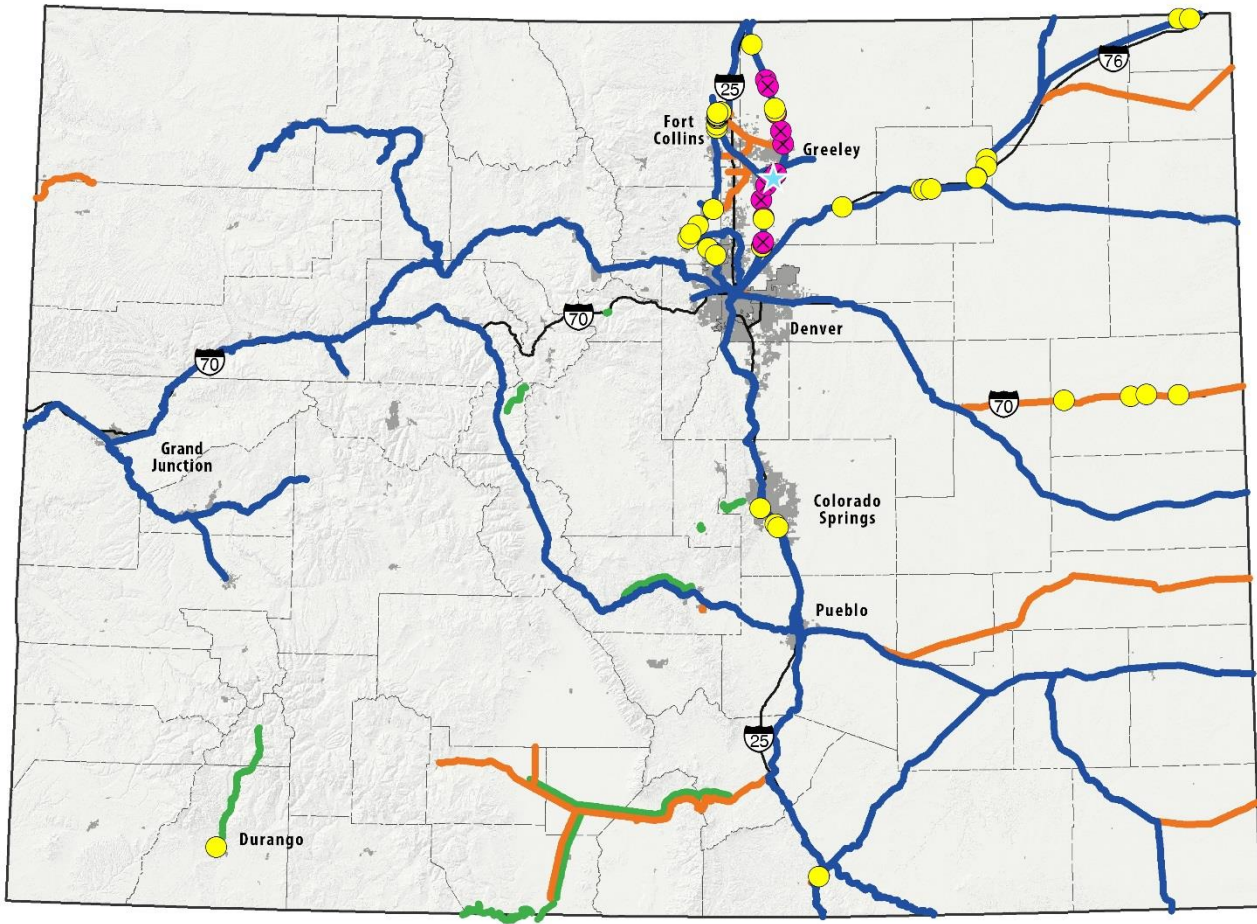 76
25
Fort
Collins
Greeley
70
Denver
70
70
Grand
Junction
Colorado
Springs
Pueblo
25
Durango